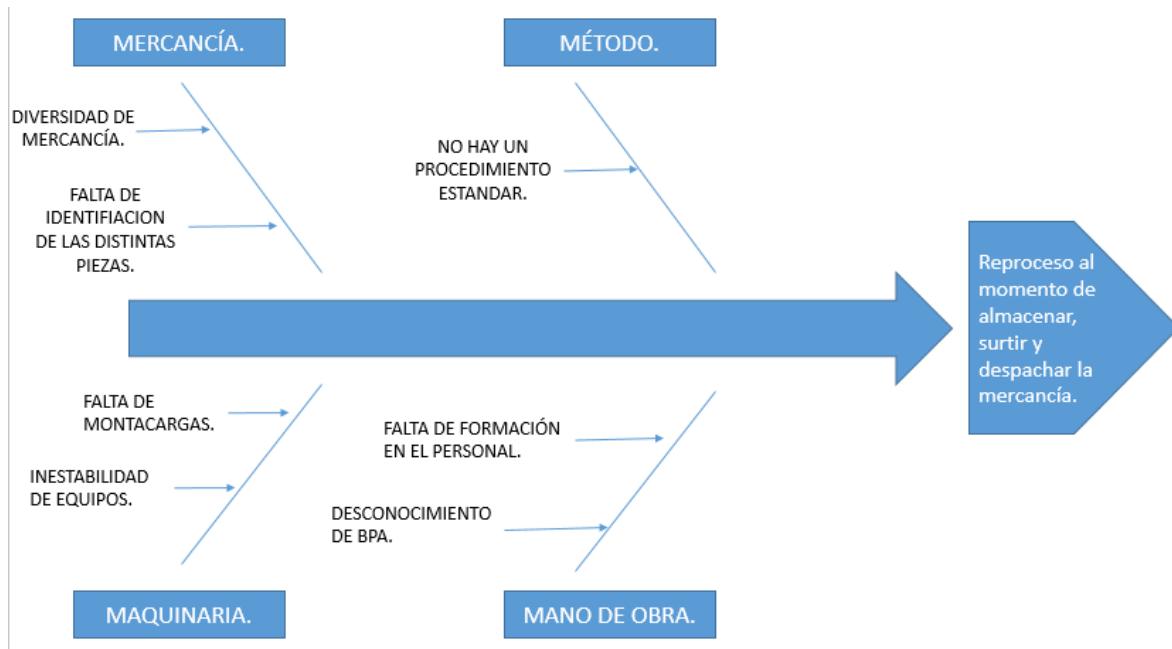 MERCANCÍA.
MÉTODO.
DIVERSIDAD DE
MERCANCÍA.
FALTA DE
IDENTIFIACION
DE LAS DISTINTAS
PIEZAS.
NO HAY UN
PROCEDIMIENTO
ESTANDAR.
Reproceso al
momento de
almacenar,
surtir y
despachar la
mercancía.
FALTA DE
MONTACARGAS.
INESTABILIDAD
DE EQUIPOS.
FALTA DE FORMACIÓN
EN EL PERSONAL.
DESCONOCIMIENTO
DE BPA.
MAQUINARIA.
MANO DE OBRA.